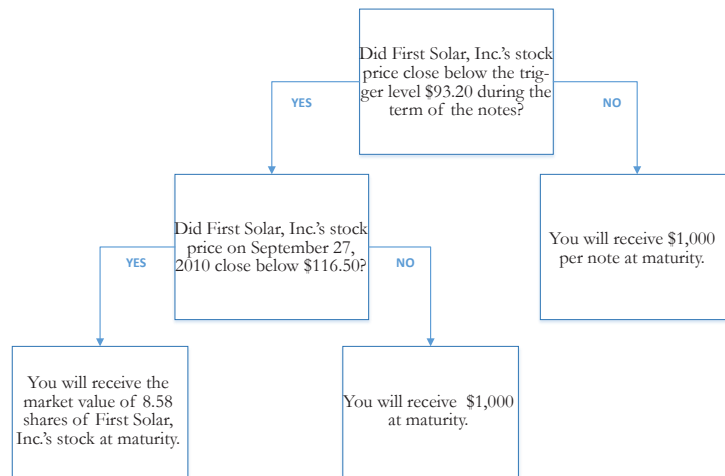 Did First Solar, Inc.'s stock
price close below the trig-
ger level $93.20 during the
term of the notes?
YES
NO
Did First Solar, Inc.'s stock
price on September 27,
2010 close below $116.50?
You will receive $1,000
per note at maturity.
YES
NO
You will receive the
market value of 8.58
shares of First Solar,
Inc.'s stock at maturity.
You will receive $1,000
at maturity.